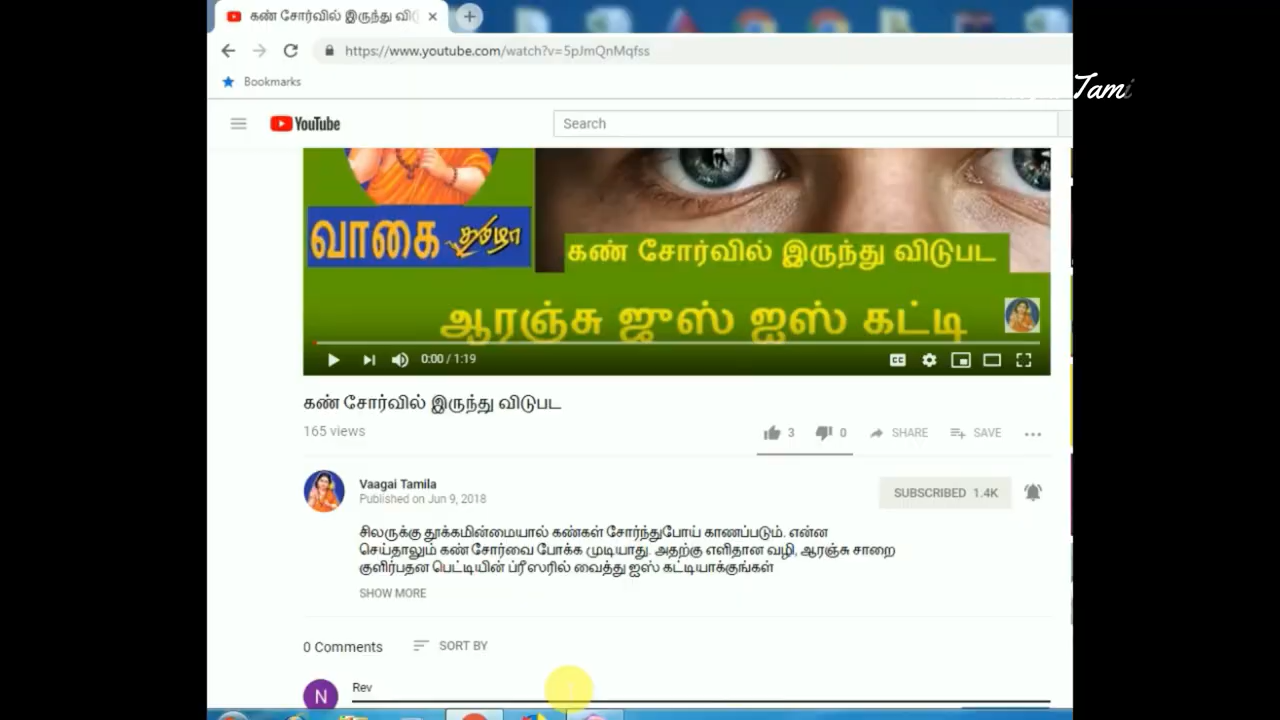 கண் சோர்வில் இருந்து விடு
https://www.youtube.com/watch?v=5pJmQnMqfss
Bookmarks
Tami
YouTube
Search
வாகை தமிழா
கண் சோர்வில் இருந்து விடுபட
ஆரஞ்சு ஜுஸ் ஐஸ் கட்டி
0:00 / 1:19
CC
கண் சோர்வில் இருந்து விடுபட
165 views
3 0 SHARE SAVE
Vaagai Tamila
Published on Jun 9, 2018
SUBSCRIBED 1.4K
சிலருக்கு தூக்கமின்மையால் கண்கள் சோர்ந்துபோய் காணப்படும். என்ன
செய்தாலும் கண் சோர்வை போக்க முடியாது. அதற்கு எளிதான வழி, ஆரஞ்சு சாறை
குளிர்பதன பெட்டியின் ப்ரீஸரில் வைத்து ஐஸ் கட்டியாக்குங்கள்
SHOW MORE
0 Comments SORT BY
N Rev